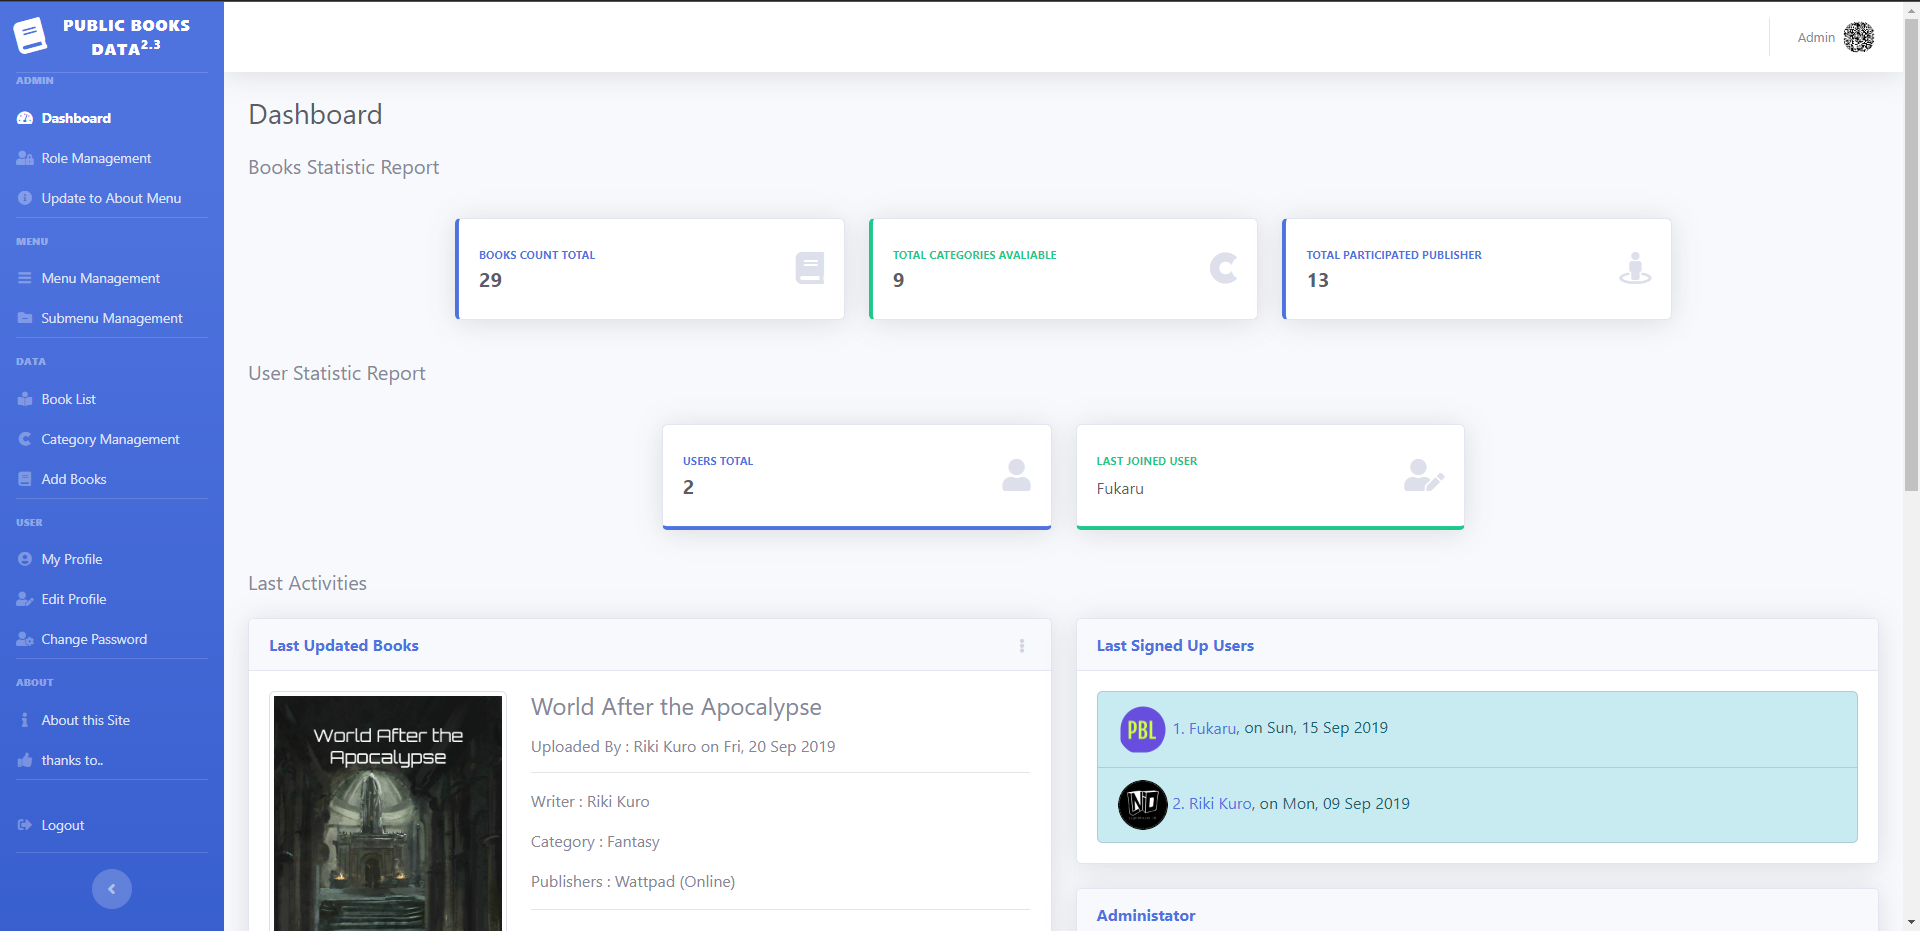 PUBLIC BOOKS
DATA2.3
ADMIN
Dashboard
Role Management
Update to About Menu
MENU
Menu Management
Submenu Management
DATA
Book List
Category Management
Add Books
USER
My Profile
Edit Profile
Change Password
ABOUT
About this Site
thanks to..
Logout
Admin
Dashboard
Books Statistic Report
BOOKS COUNT TOTAL
29
TOTAL CATEGORIES AVALIABLE
9
TOTAL PARTICIPATED PUBLISHER
13
User Statistic Report
USERS TOTAL
2
LAST JOINED USER
Fukaru
Last Activities
Last Updated Books
World After the
Apocalypse
World After the Apocalypse
Uploaded By : Riki Kuro on Fri, 20 Sep 2019
Writer : Riki Kuro
Category : Fantasy
Publishers : Wattpad (Online)
Last Signed Up Users
PBL
1. Fukaru, on Sun, 15 Sep 2019
2. Riki Kuro, on Mon, 09 Sep 2019
Administator